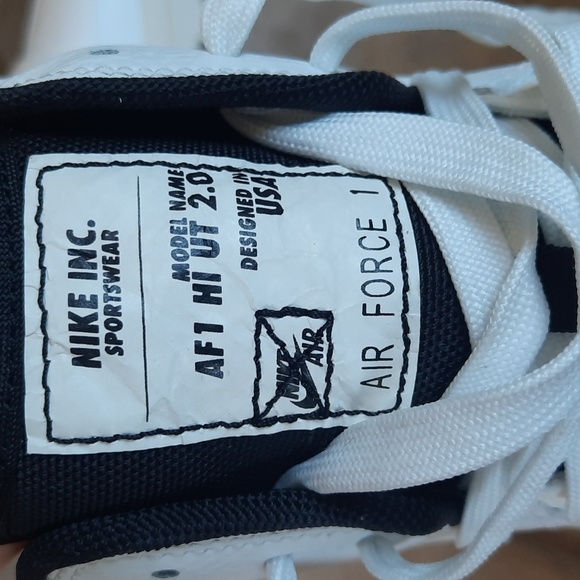 NIKE INC.
SPORTSWEAR
MODEL NAME
AF1 HI UT 2.0
DESIGNED IN
USA
NIKE
AIR
AIR FORCE 1